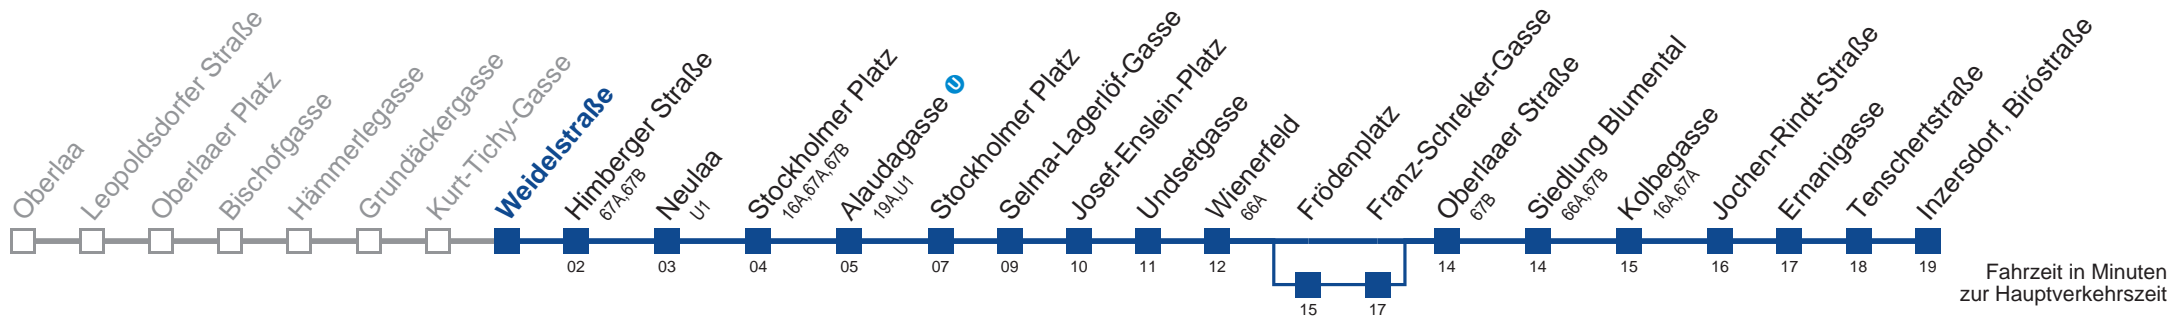 Oberlaa
Leopoldsdorfer Straße
Oberlaaer Platz
Bischofgasse
Hämmerlegasse
Grundäckergasse
Kurt-Tichy-Gasse
Weidelstraße
Himberger Straße
67A,67B
Neulaa
U1
Stockholmer Platz
16A,67A,67B
Alaudagasse U
19A,U1
Stockholmer Platz
Selma-Lagerlöf-Gasse
Josef-Enslein-Platz
Undsetgasse
Wienerfeld
66A
Frödenplatz
Franz-Schreker-Gasse
Oberlaaer Straße
67B
Siedlung Blumental
66A,67B
Kolbegasse
16A,67A
Jochen-Rindt-Straße
Ernanigasse
Tenschertstraße
Inzersdorf, Biróstraße
02 03 04 05 07 09 10 11 12 14 14 15 16 17 18 19
15 17
Fahrzeit in Minuten
zur Hauptverkehrszeit